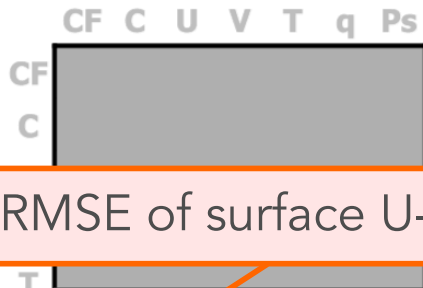 CF C U V T q Ps
CF
C
RMSE of surface U-
T